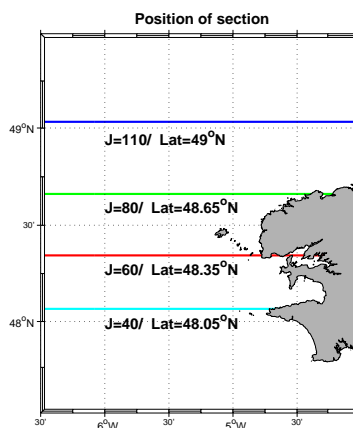 Position of section
49°N
J=110/ Lat=49°N
J=80/ Lat=48.65°N
30'
J=60/ Lat=48.35°N
48°N
J=40/ Lat=48.05°N
30' 6°W 30' 5°W 30'